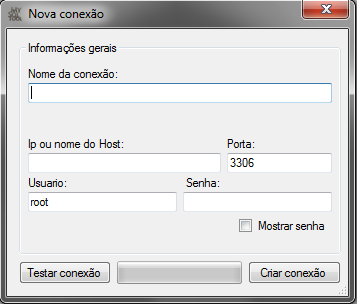 Nova conexão
Informações gerais
Nome da conexão:
Ip ou nome do Host: Porta:
3306
Usuario: Senha:
root
Mostrar senha
Testar conexão Criar conexão